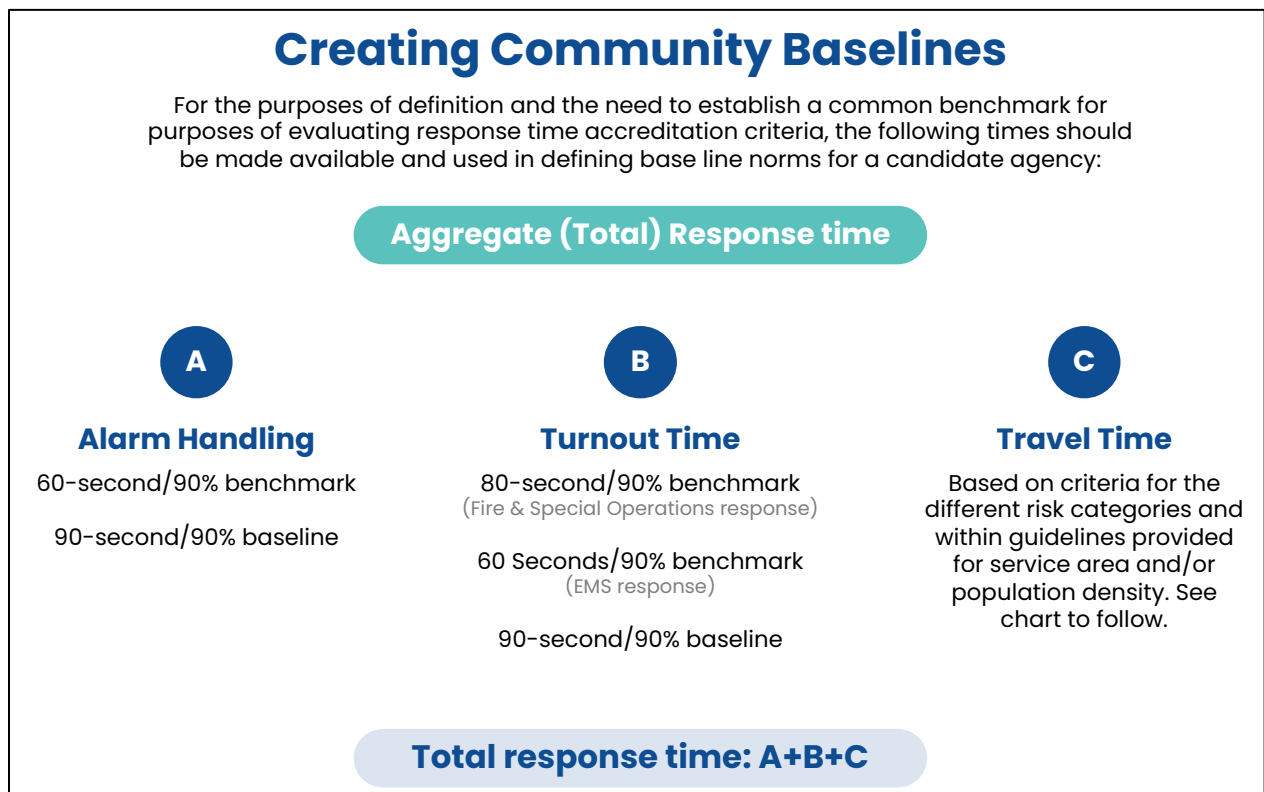 Creating Community Baselines
For the purposes of definition and the need to establish a common benchmark for
purposes of evaluating response time accreditation criteria, the following times should
be made available and used in defining base line norms for a candidate agency:
Aggregate (Total) Response time
A
Alarm Handling
60-second/90% benchmark
90-second/90% baseline
B
Turnout Time
80-second/90% benchmark
(Fire & Special Operations response)
60 Seconds/90% benchmark
(EMS response)
90-second/90% baseline
C
Travel Time
Based on criteria for the
different risk categories and
within guidelines provided
for service area and/or
population density. See
chart to follow.
Total response time: A+B+C